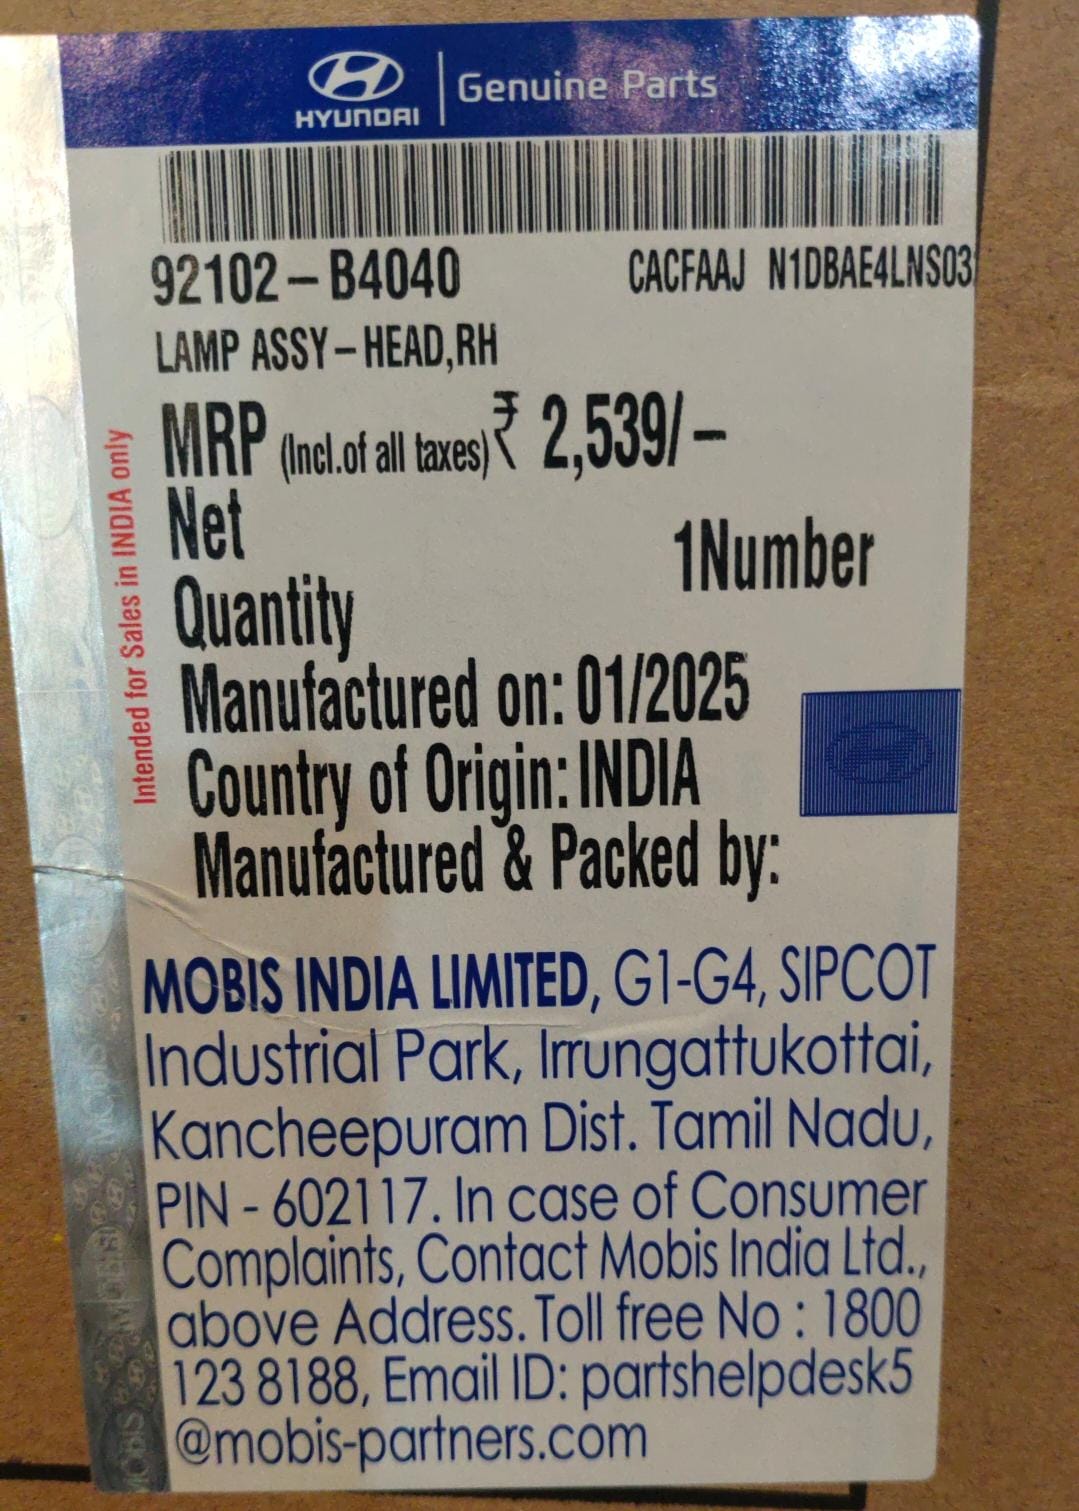 HYUNDAI
Genuine Parts
92102-B4040 CACFAAJ N1DBAE4LNS03
LAMP ASSY-HEAD,RH
MRP (Incl.of all taxes)₹ 2,539/-
Net
Quantity 1Number
Manufactured on: 01/2025
Country of Origin: INDIA
Manufactured & Packed by:
Intended for Sales in INDIA only
MOBIS INDIA LIMITED, G1-G4, SIPCOT
Industrial Park, Irrungattukottai,
Kancheepuram Dist. Tamil Nadu,
PIN - 602117. In case of Consumer
Complaints, Contact Mobis India Ltd.,
above Address. Toll free No : 1800
123 8188, Email ID: partshelpdesk5
@mobis-partners.com
MOBIS
MOBIS
MOBIS